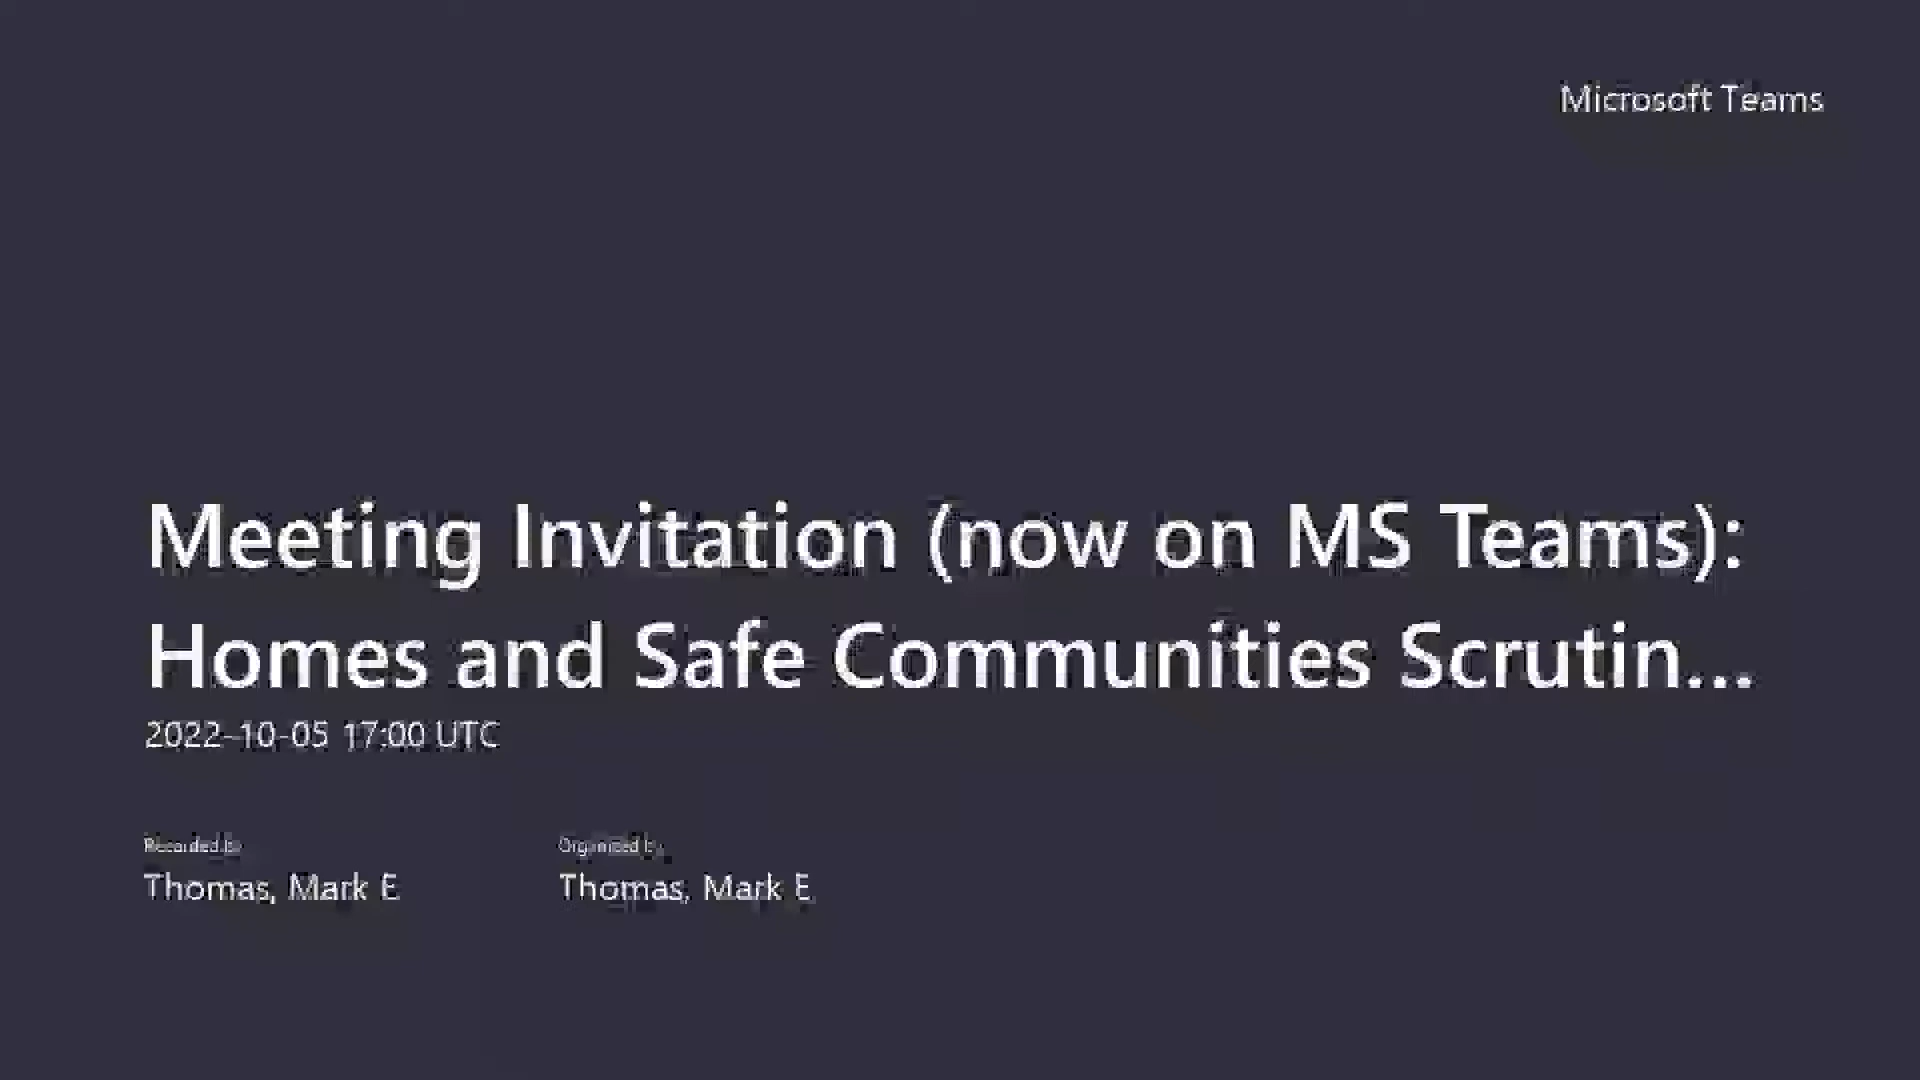 Microsoft Teams
Meeting Invitation (now on MS Teams):
Homes and Safe Communities Scrutin...
2022-10-05 17:00 UTC
Recorded by
Organized by
Thomas, Mark E
Thomas, Mark E